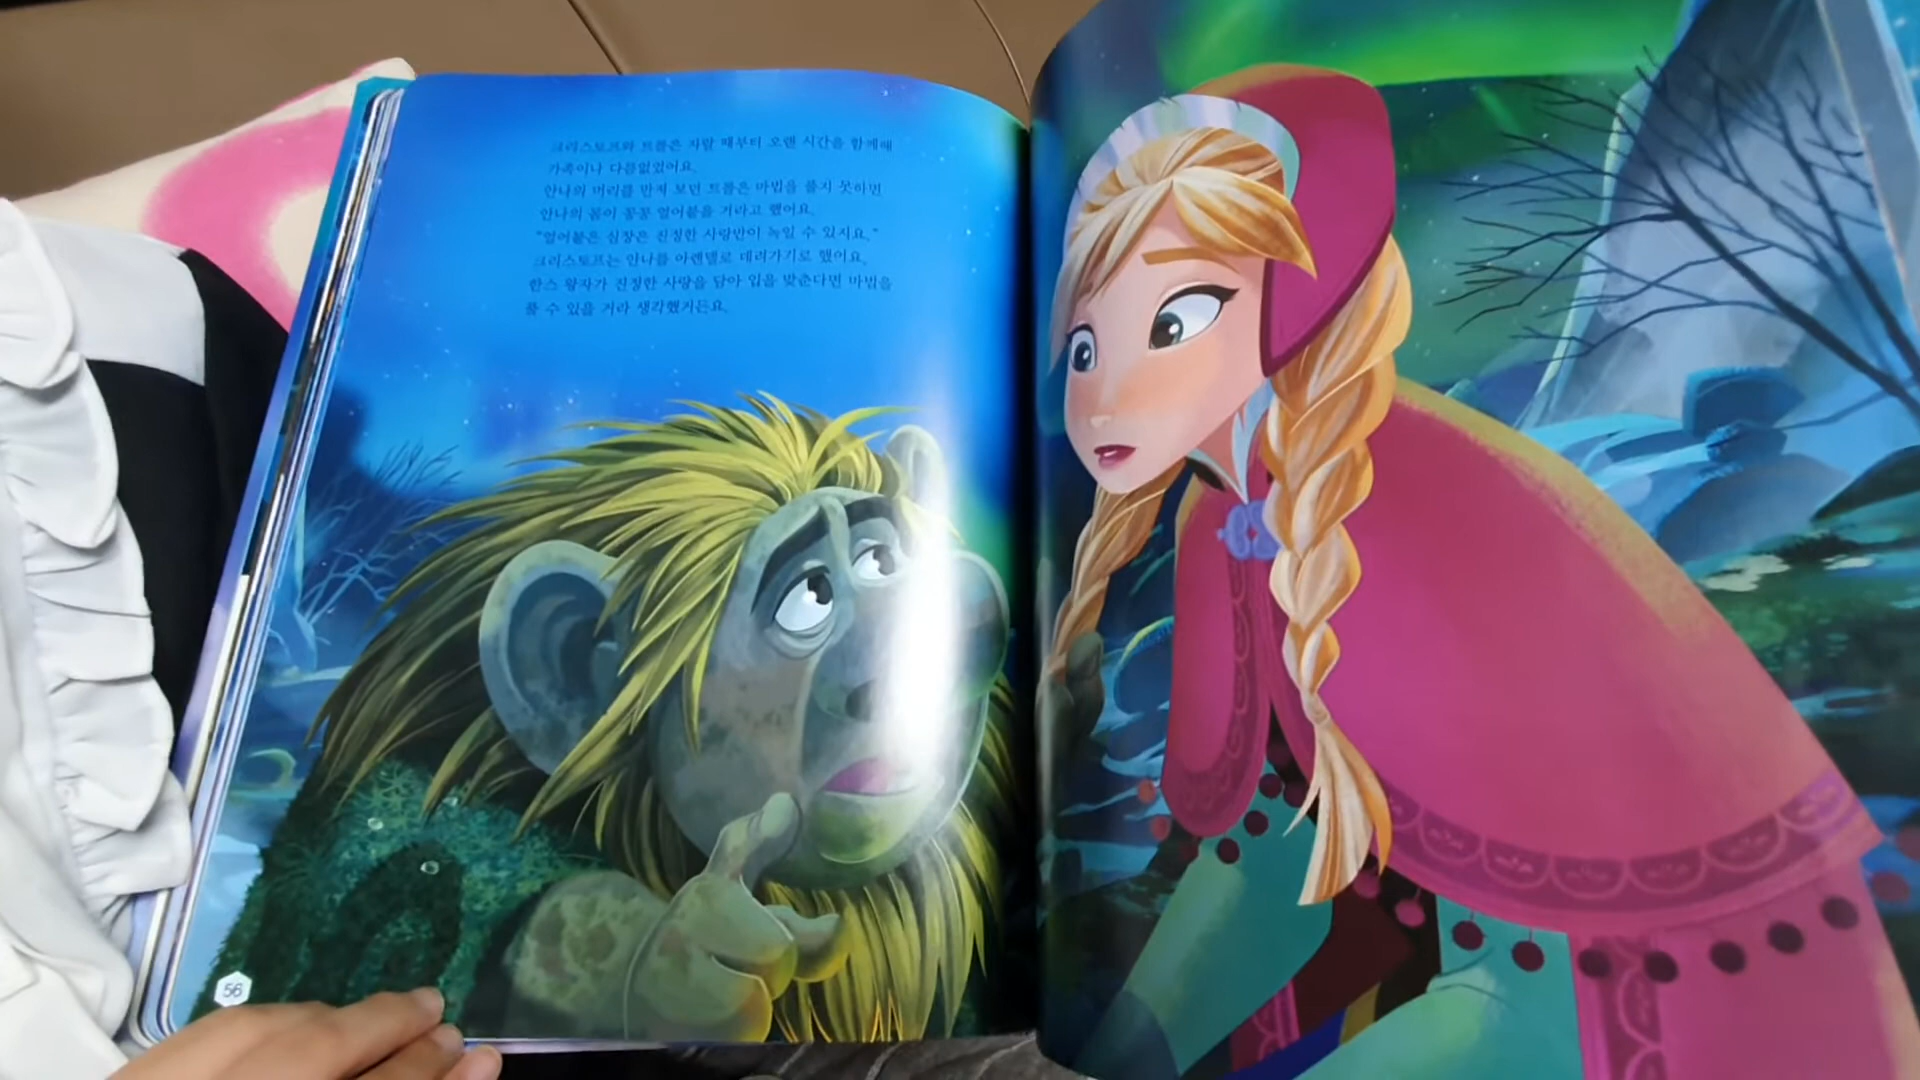 크리스토프와 트롤은 자랄 때부터 오랜 시간을 함께해
가족이나 다름없었어요.
안나의 머리를 만져 보던 트롤은 마법을 풀지 못하면
안나의 몸이 꽁꽁 얼어붙을 거라고 했어요.
"얼어붙은 심장은 진정한 사랑만이 녹일 수 있지요."
크리스토프는 안나를 아렌델로 데려가기로 했어요.
한스 왕자가 진정한 사랑을 담아 입을 맞춘다면 마법을
풀 수 있을 거라 생각했거든요.
56